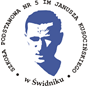 SZKOŁA PODSTAWOWA NR 5 IM JANUSZA KUSOCIŃSKIEGO
w Świdniku